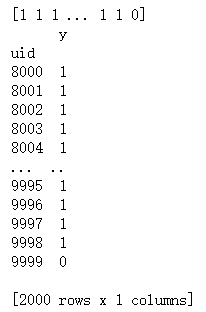 [1 1 1 ... 1 1 0]
      y
uid
8000  1
8001  1
8002  1
8003  1
8004  1
...  ..
9995  1
9996  1
9997  1
9998  1
9999  0

[2000 rows x 1 columns]